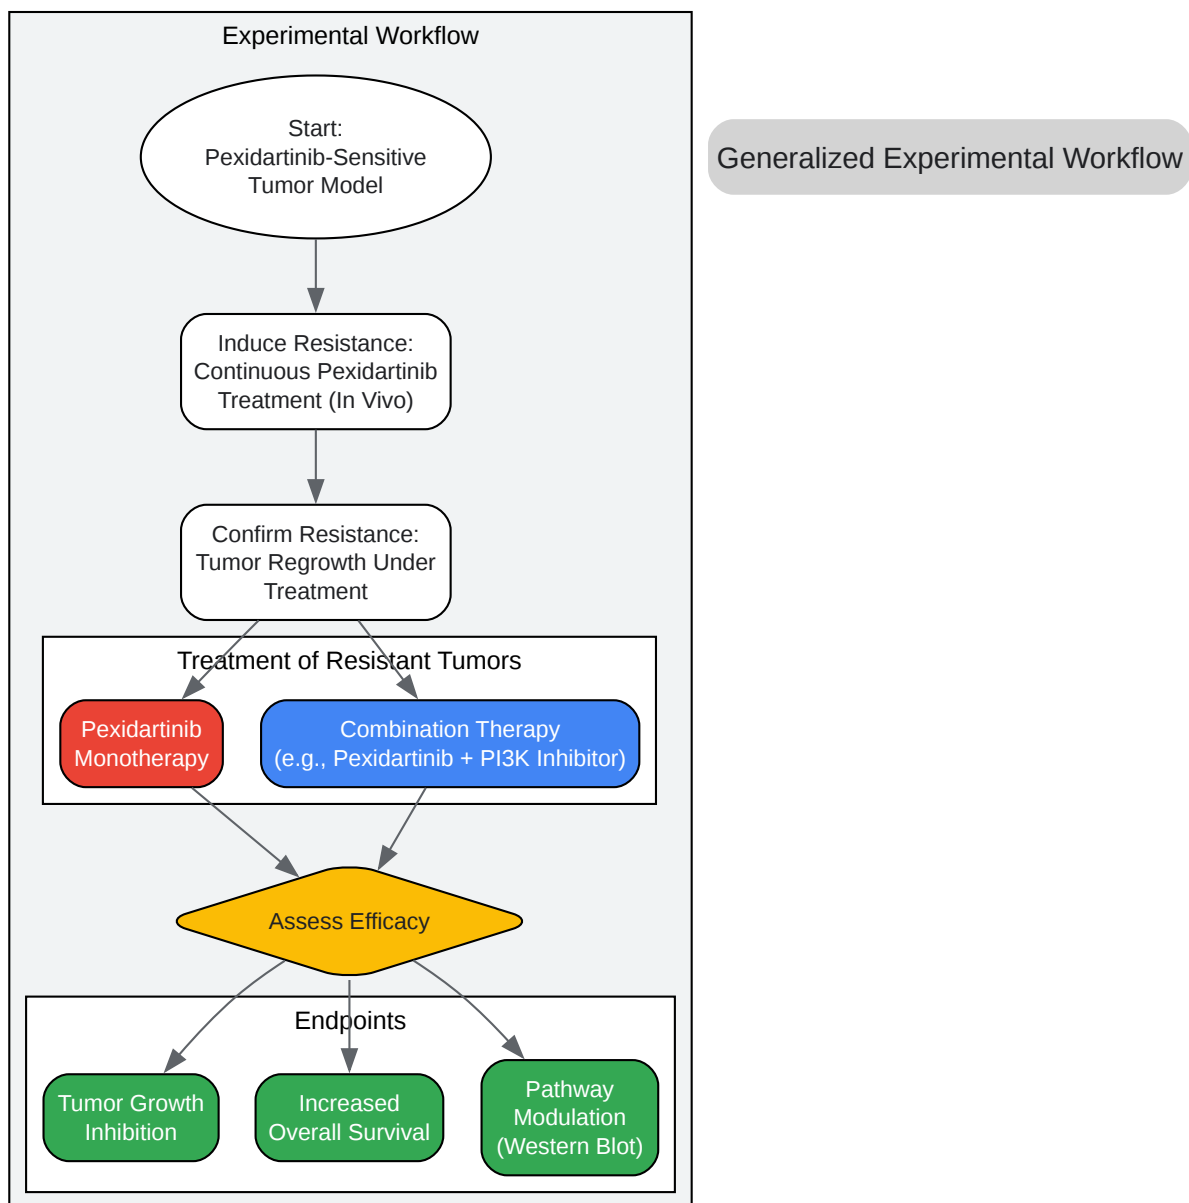 Experimental Workflow
Start:
Pexidartinib-Sensitive
Tumor Model
Generalized Experimental Workflow
Induce Resistance:
Continuous Pexidartinib
Treatment (In Vivo)
Confirm Resistance:
Tumor Regrowth Under
Treatment
Treatment of Resistant Tumors
Pexidartinib
Monotherapy
Combination Therapy
(e.g., Pexidartinib + PI3K Inhibitor)
Assess Efficacy
Endpoints
Tumor Growth
Inhibition
Increased
Overall Survival
Pathway
Modulation
(Western Blot)